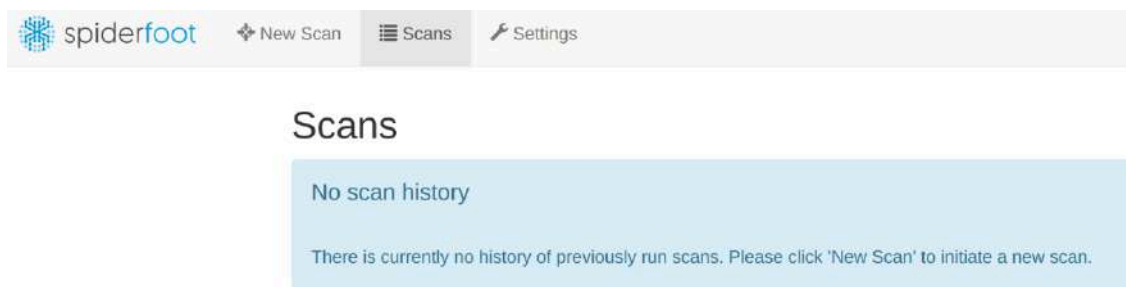 spiderfoot New Scan Scans Settings
Scans
No scan history
There is currently no history of previously run scans. Please click 'New Scan' to initiate a new scan.